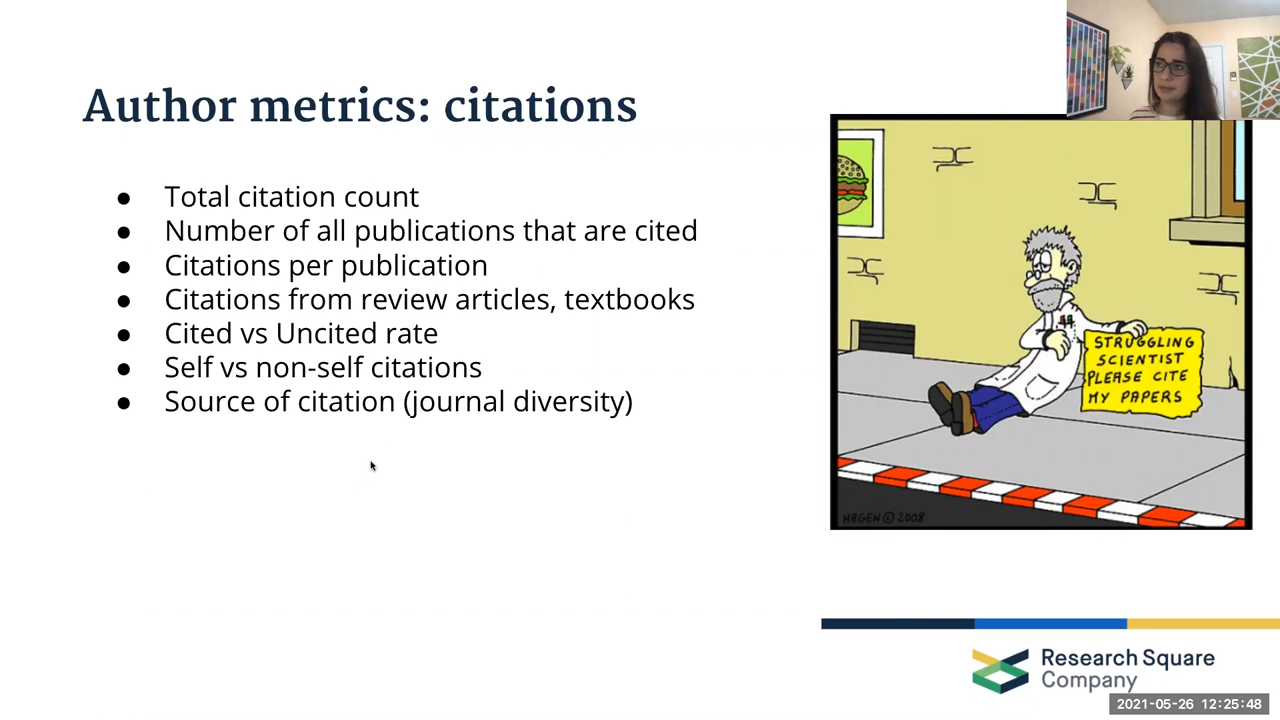 Author metrics: citations
● Total citation count
● Number of all publications that are cited
● Citations per publication
● Citations from review articles, textbooks
● Cited vs Uncited rate
● Self vs non-self citations
● Source of citation (journal diversity)
STRUGGLING
SCIENTIST
PLEASE CITE
MY PAPERS
HAGEN © 2008
Research Square
Company
2021-05-26 12:25:48